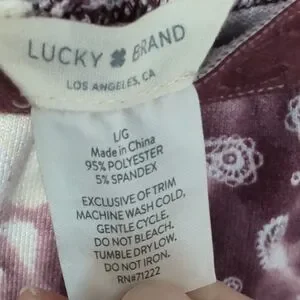 LUCKY BRAND
LOS ANGELES, CA
L/G
Made in China
95% POLYESTER
5% SPANDEX
EXCLUSIVE OF TRIM
MACHINE WASH COLD,
GENTLE CYCLE,
DO NOT BLEACH.
TUMBLE DRY LOW.
DO NOT IRON.
RN#71222